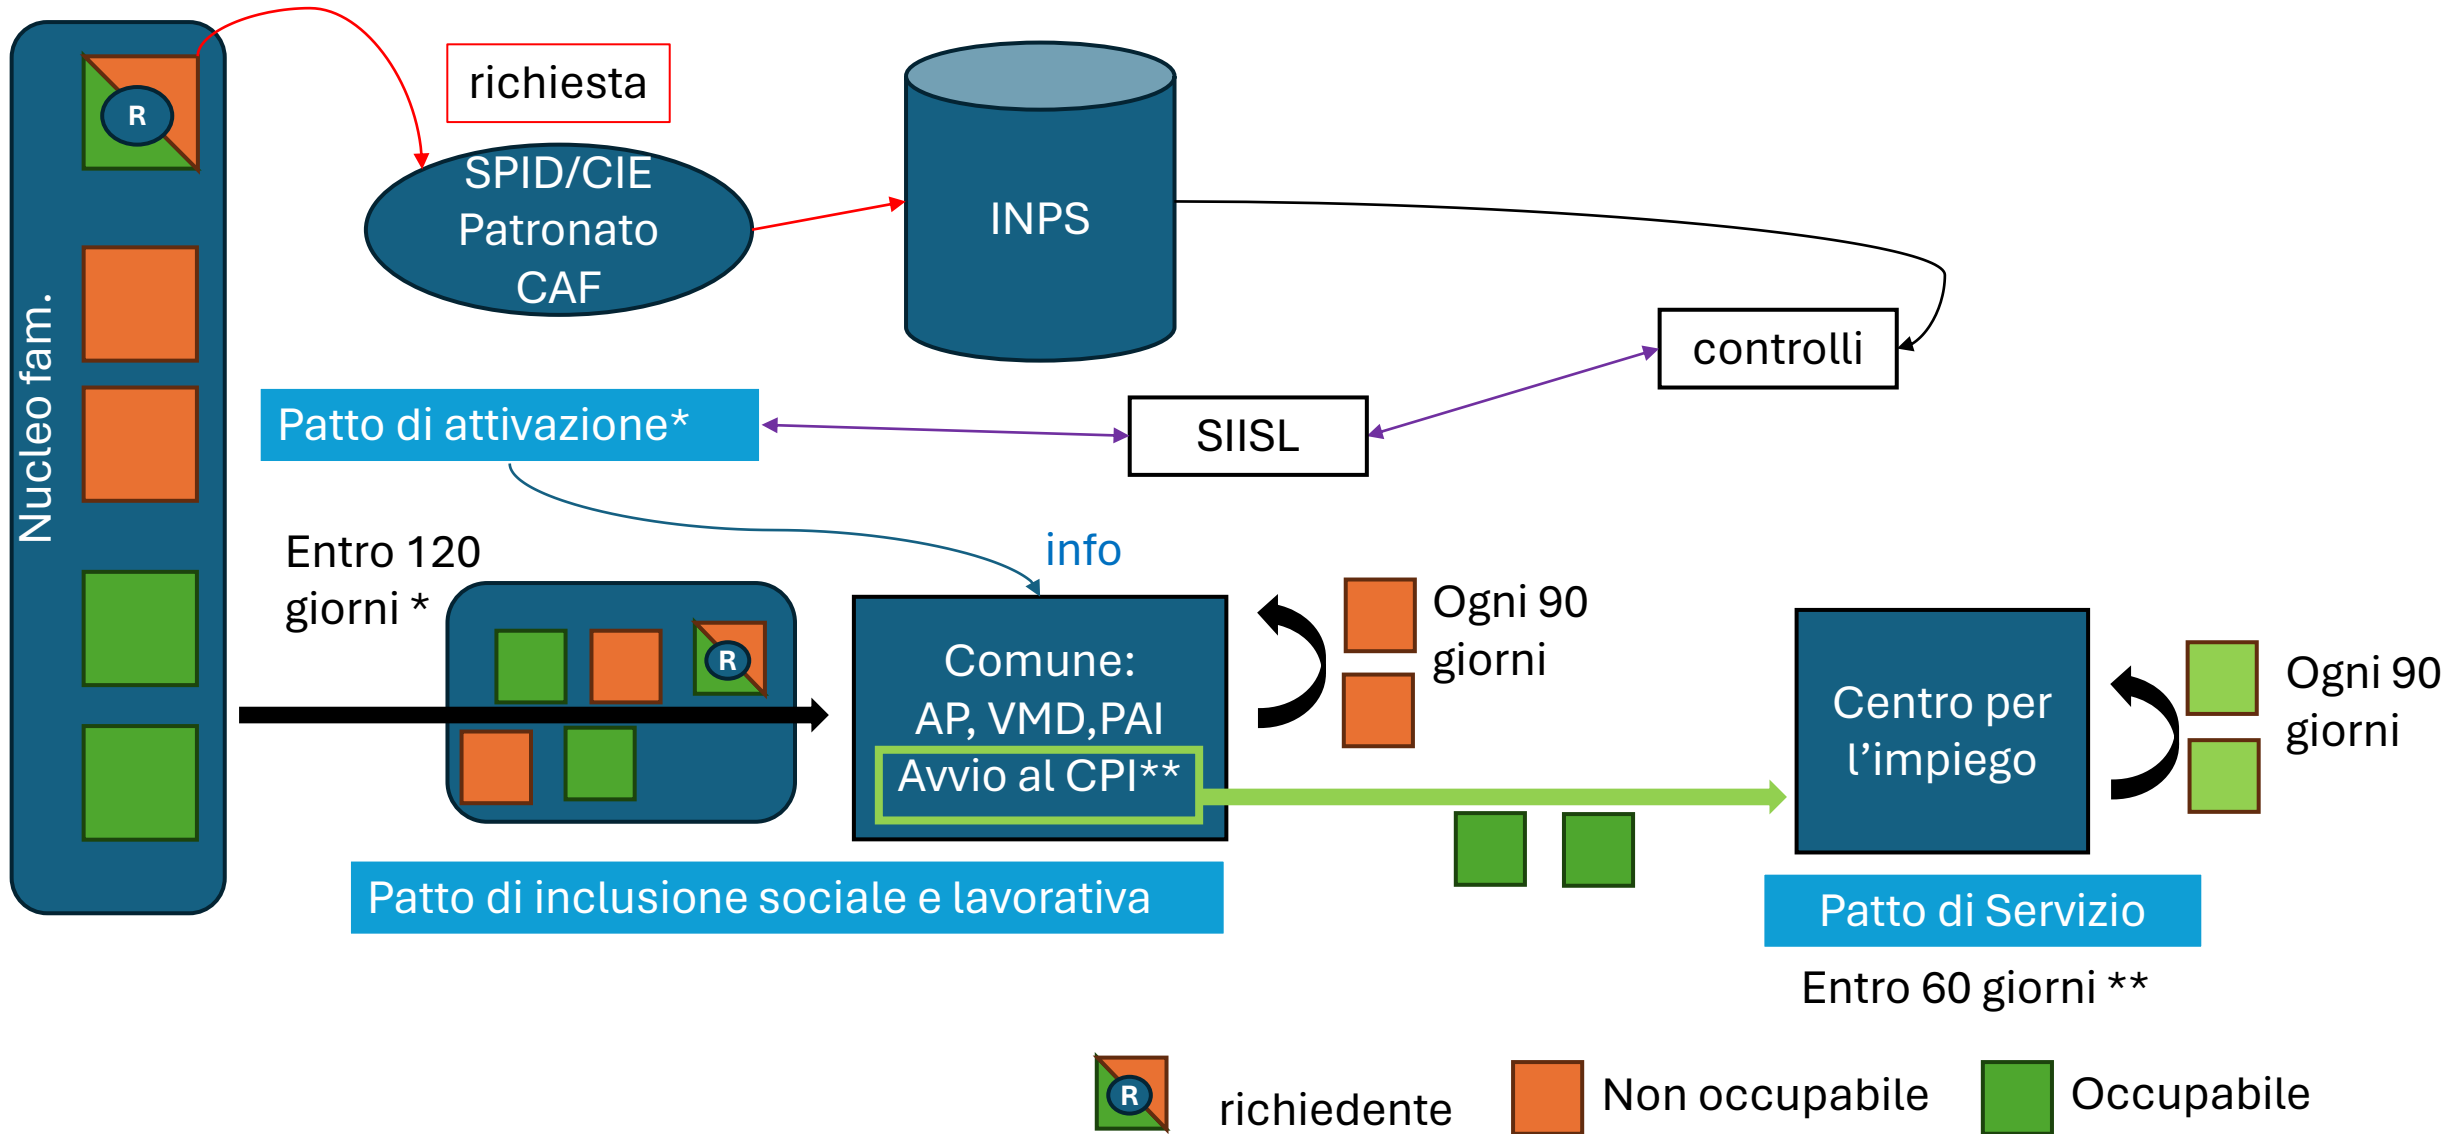 R
richiesta
SPID/CIE
Patronato
CAF
INPS
Nucleo fam.
controlli
Patto di attivazione*
SIISL
Entro 120
giorni *
info
R
Comune:
AP, VMD,PAI
Avvio al CPI**
Ogni 90
giorni
Centro per
l’impiego
Ogni 90
giorni
Patto di inclusione sociale e lavorativa
Patto di Servizio
Entro 60 giorni **
R
richiedente
Non occupabile
Occupabile